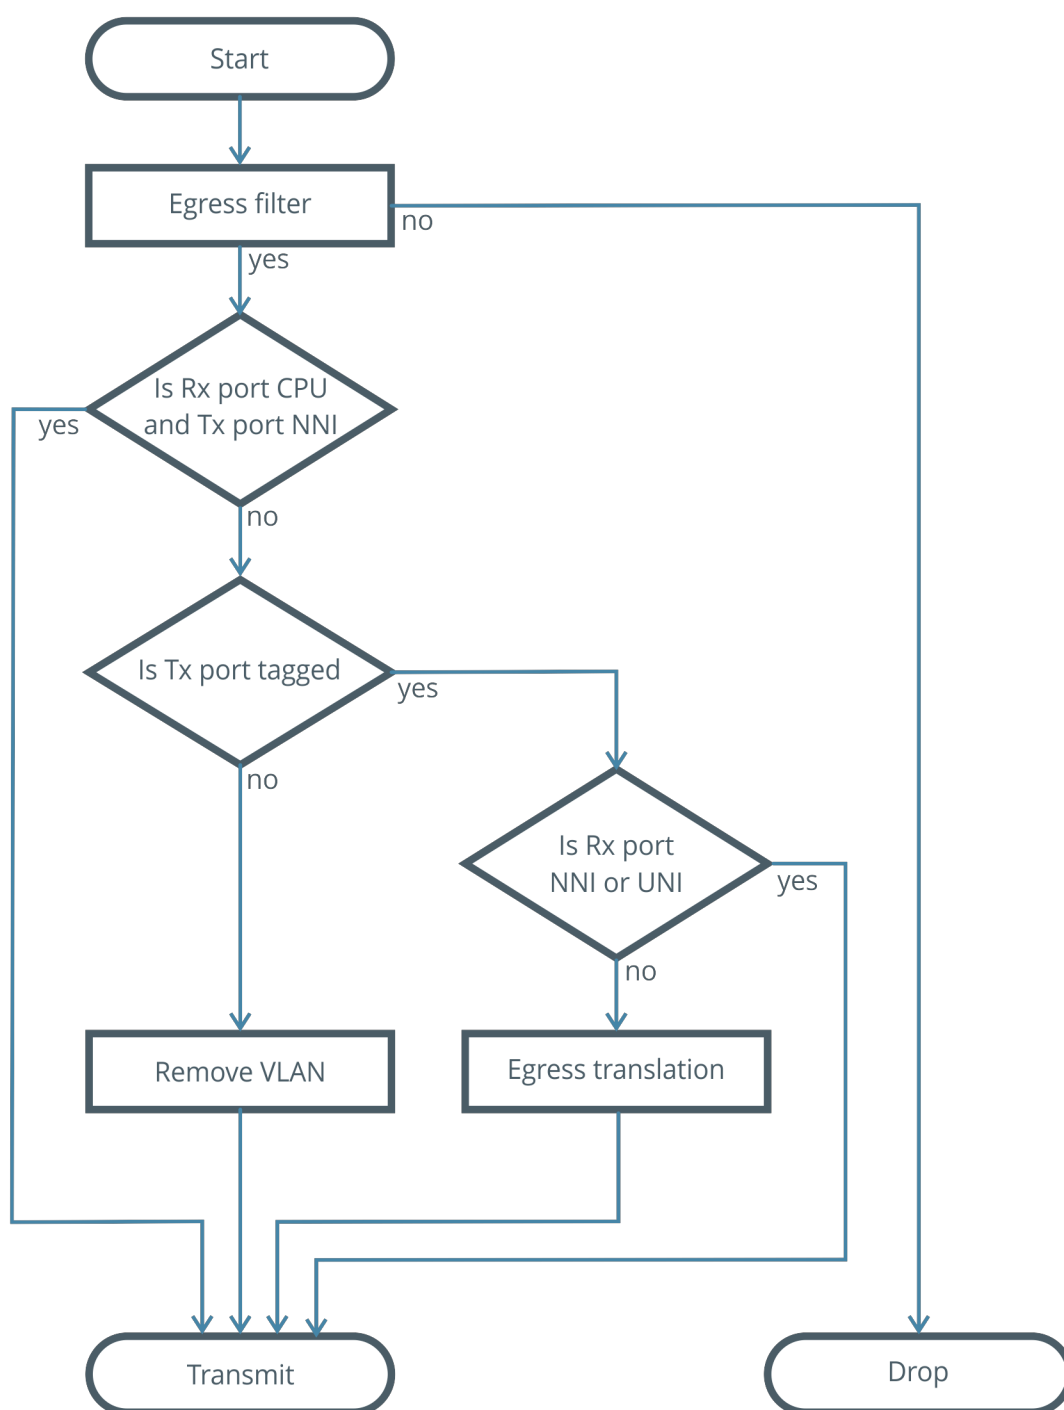 Start
Egress filter
no
yes
Is Rx port CPU
and Tx port NNI
yes
no
Is Tx port tagged
yes
no
Is Rx port
NNI or UNI
yes
no
Remove VLAN
Egress translation
Transmit
Drop